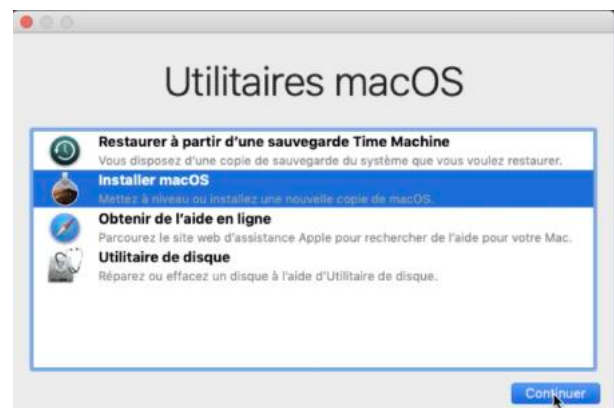 Utilitaires macOS
Restaurer à partir d'une sauvegarde Time Machine
Vous disposez d'une copie de sauvegarde du système que vous voulez restaurer.
Installer macOS
Mettez à niveau ou installez une nouvelle copie de macOS.
Obtenir de l'aide en ligne
Parcourez le site web d'assistance Apple pour rechercher de l'aide pour votre Mac.
Utilitaire de disque
Réparez ou effacez un disque à l'aide d'Utilitaire de disque.
Continuer